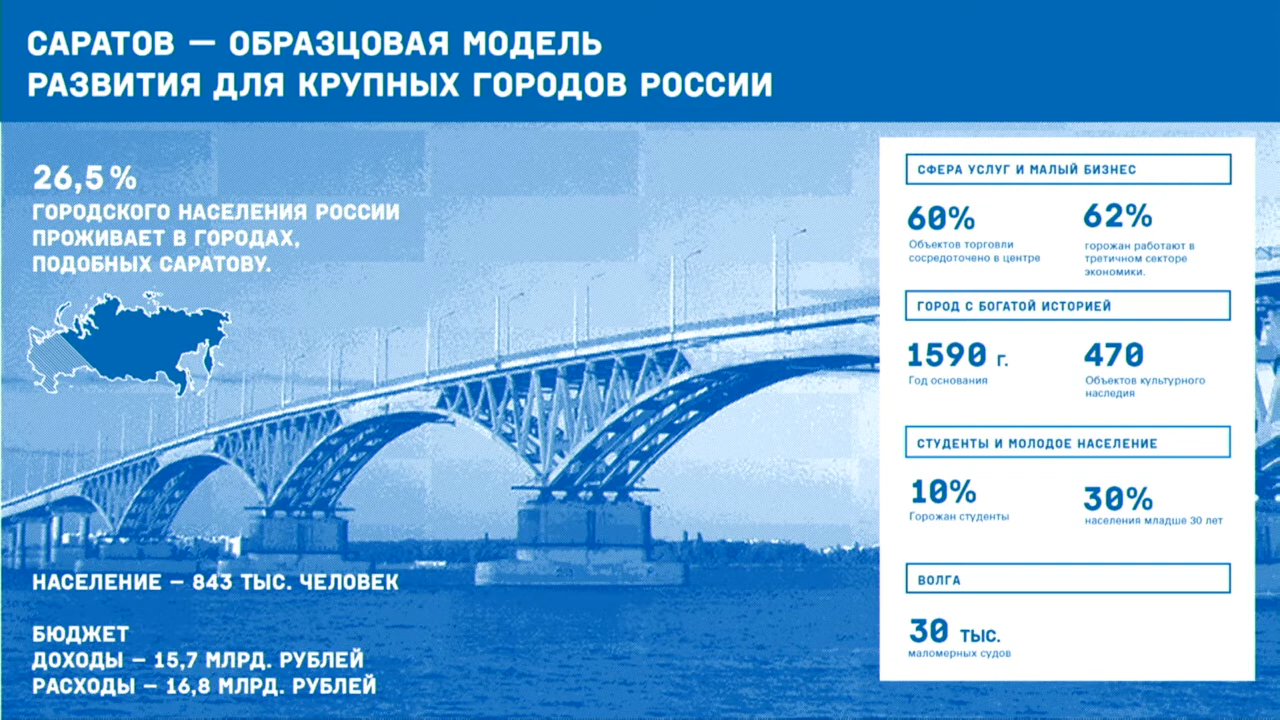 САРАТОВ — ОБРАЗЦОВАЯ МОДЕЛЬ
РАЗВИТИЯ ДЛЯ КРУПНЫХ ГОРОДОВ РОССИИ
26,5 %
ГОРОДСКОГО НАСЕЛЕНИЯ РОССИИ
ПРОЖИВАЕТ В ГОРОДАХ,
ПОДОБНЫХ САРАТОВУ.
НАСЕЛЕНИЕ — 843 ТЫС. ЧЕЛОВЕК
БЮДЖЕТ
ДОХОДЫ — 15,7 МЛРД. РУБЛЕЙ
РАСХОДЫ — 16,8 МЛРД. РУБЛЕЙ
СФЕРА УСЛУГ И МАЛЫЙ БИЗНЕС
60%
Объектов торговли
сосредоточено в центре
62%
горожан работают в
третичном секторе
экономики.
ГОРОД С БОГАТОЙ ИСТОРИЕЙ
1590 г.
Год основания
470
Объектов культурного
наследия
СТУДЕНТЫ И МОЛОДОЕ НАСЕЛЕНИЕ
10%
Горожан студенты
30%
населения младше 30 лет
ВОЛГА
30 ТЫС.
маломерных судов